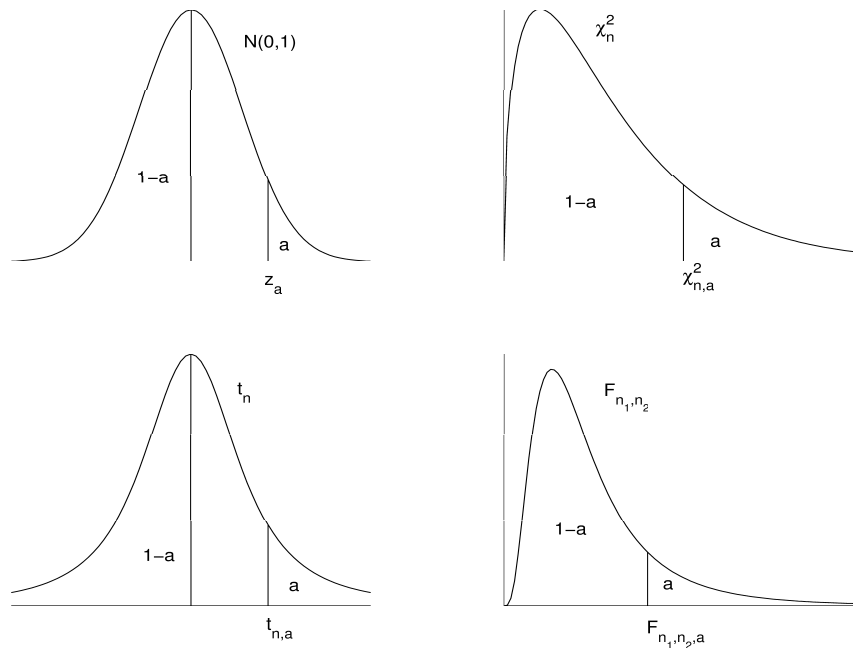 N(0,1)
1−a
a
z_a
χ²_n
1−a
a
χ²_{n,a}
t_n
1−a
a
t_{n,a}
F_{n₁,n₂}
1−a
a
F_{n₁,n₂,a}